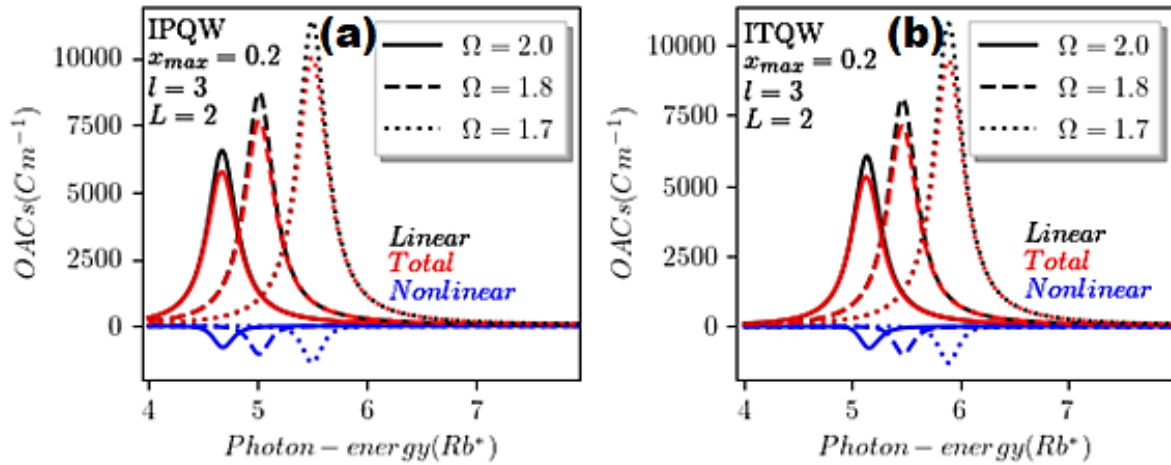 IPQW
(a)
x_max = 0.2
l = 3
L = 2
Ω = 2.0
Ω = 1.8
Ω = 1.7
10000
7500
5000
2500
0
OACs(Cm⁻¹)
Linear
Total
Nonlinear
4 5 6 7
Photon − energy(Rb*)
ITQW
(b)
x_max = 0.2
l = 3
L = 2
Ω = 2.0
Ω = 1.8
Ω = 1.7
10000
7500
5000
2500
0
OACs(Cm⁻¹)
Linear
Total
Nonlinear
4 5 6 7
Photon − energy(Rb*)